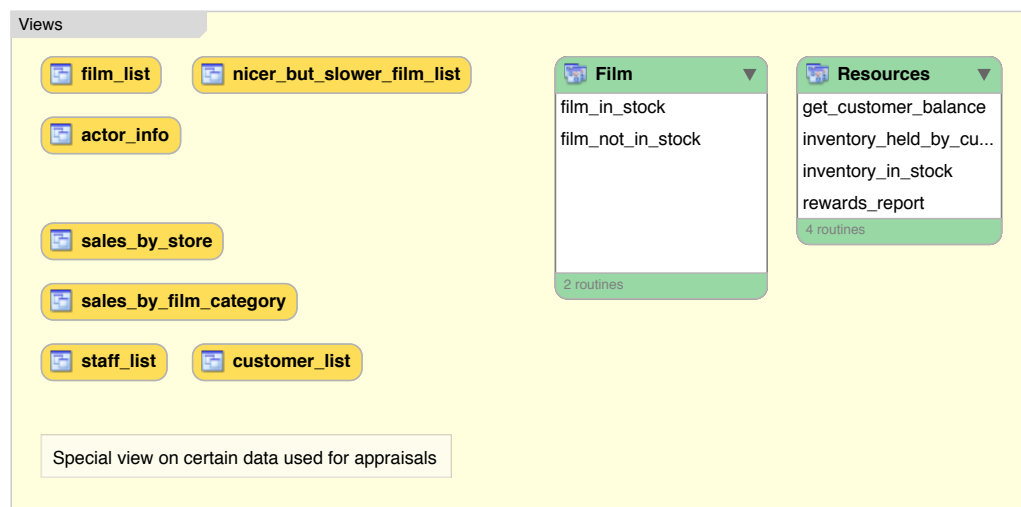 Views
film_list
nicer_but_slower_film_list
actor_info
sales_by_store
sales_by_film_category
staff_list
customer_list
Special view on certain data used for appraisals
Film
film_in_stock
film_not_in_stock
2 routines
Resources
get_customer_balance
inventory_held_by_cu...
inventory_in_stock
rewards_report
4 routines